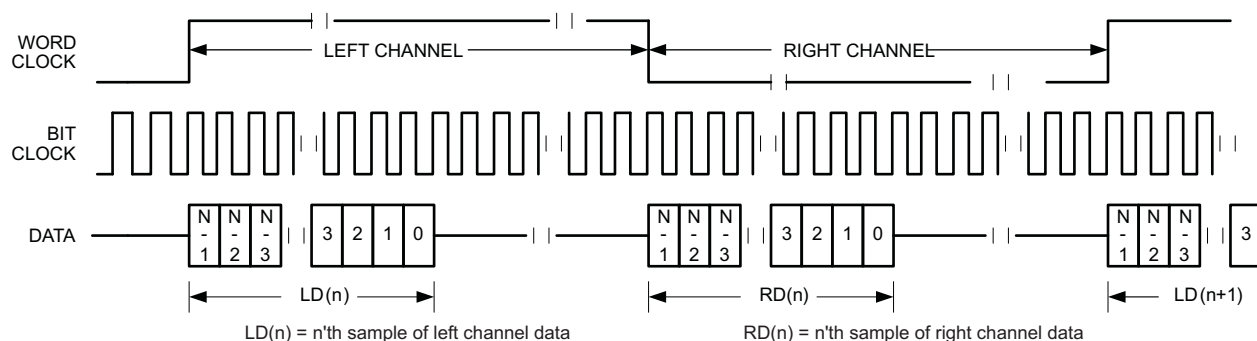 WORD
CLOCK
LEFT CHANNEL
RIGHT CHANNEL
BIT
CLOCK
DATA
N
-
1
N
-
2
N
-
3
3
2
1
0
N
-
1
N
-
2
N
-
3
3
2
1
0
N
-
1
N
-
2
N
-
3
3
LD(n)
RD(n)
LD(n+1)
LD(n) = n'th sample of left channel data
RD(n) = n'th sample of right channel data